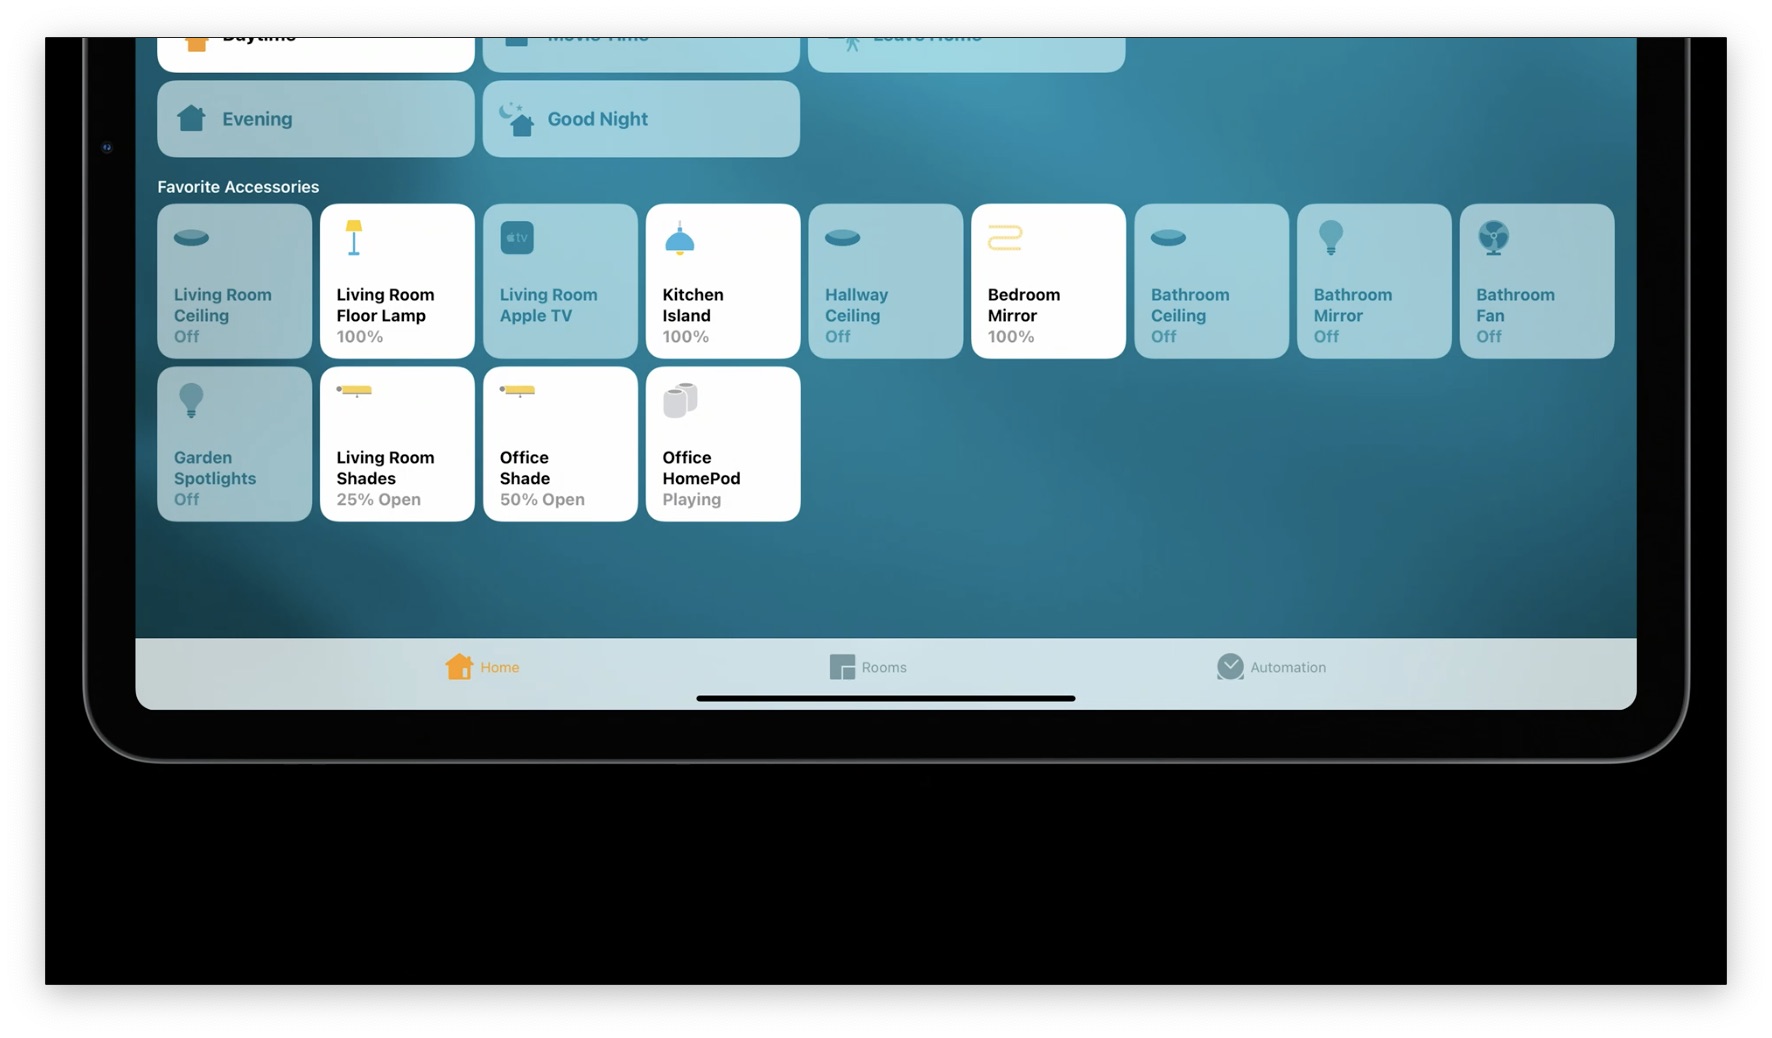 Daytime
Movie Time
Leave Home
Evening
Good Night
Favorite Accessories
Living Room
Ceiling
Off
Living Room
Floor Lamp
100%
tv
Living Room
Apple TV
Kitchen
Island
100%
Hallway
Ceiling
Off
Bedroom
Mirror
100%
Bathroom
Ceiling
Off
Bathroom
Mirror
Off
Bathroom
Fan
Off
Garden
Spotlights
Off
Living Room
Shades
25% Open
Office
Shade
50% Open
Office
HomePod
Playing
Home
Rooms
Automation